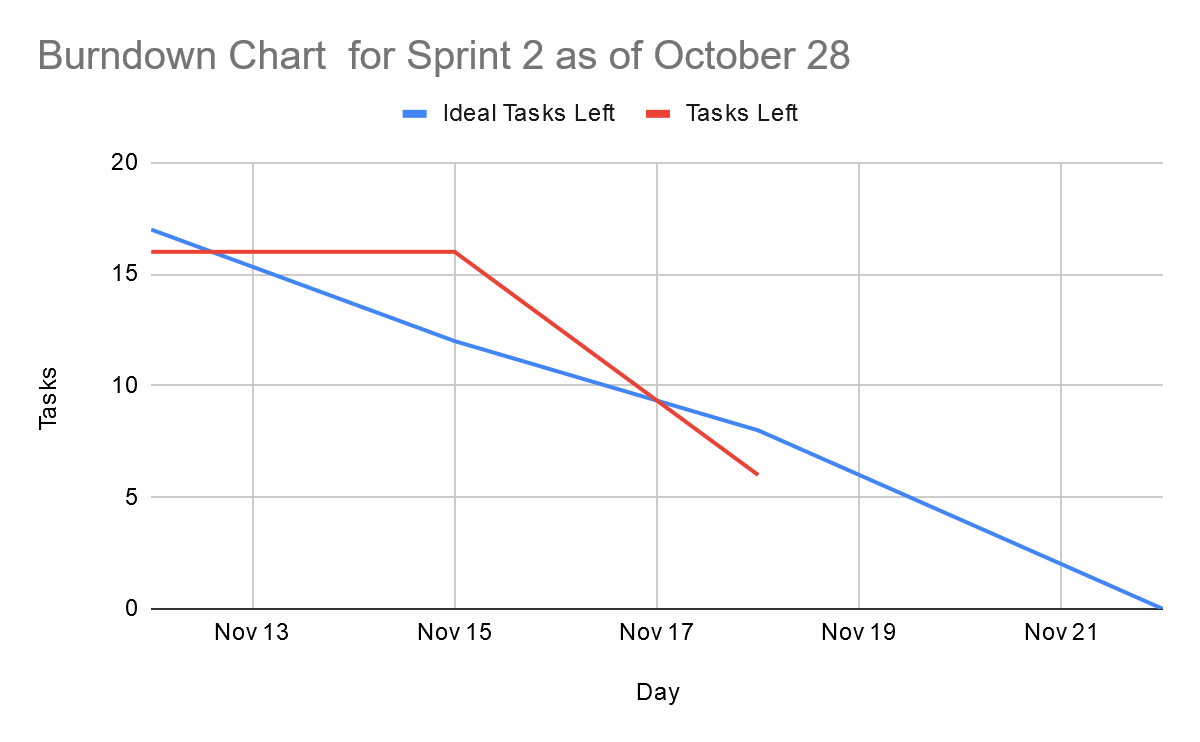 Burndown Chart  for Sprint 2 as of October 28
Ideal Tasks Left Tasks Left
20
15
10
5
0
Tasks
Nov 13 Nov 15 Nov 17 Nov 19 Nov 21
Day